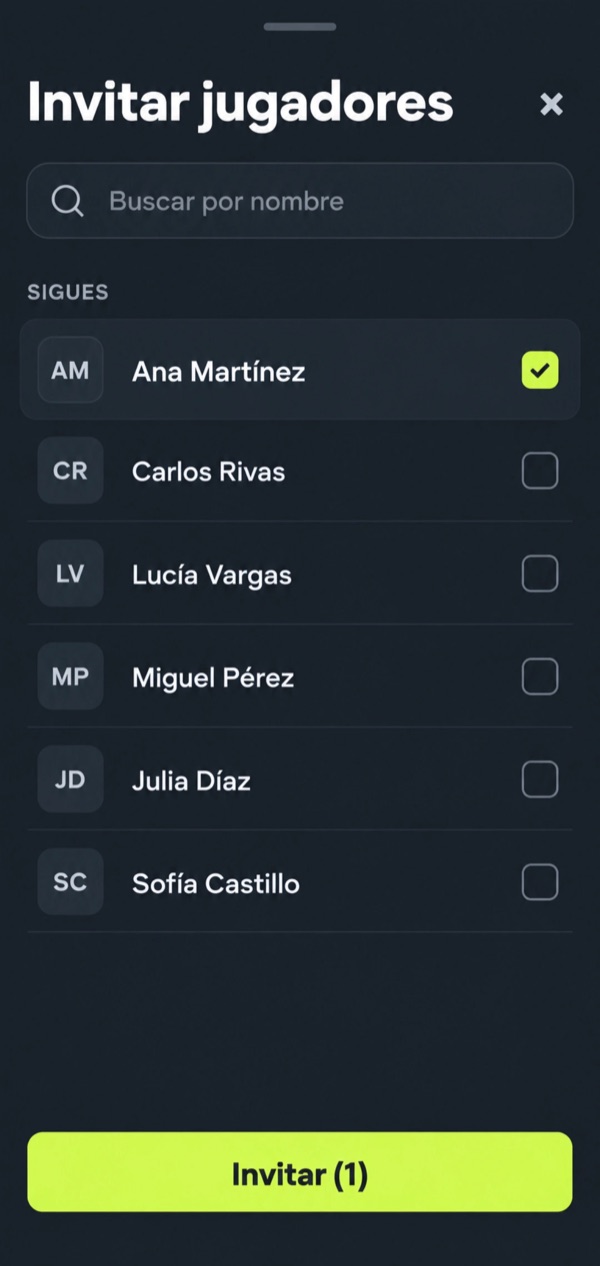 Invitar jugadores
Buscar por nombre
SIGUES
AM Ana Martínez
CR Carlos Rivas
LV Lucía Vargas
MP Miguel Pérez
JD Julia Díaz
SC Sofía Castillo
Invitar (1)